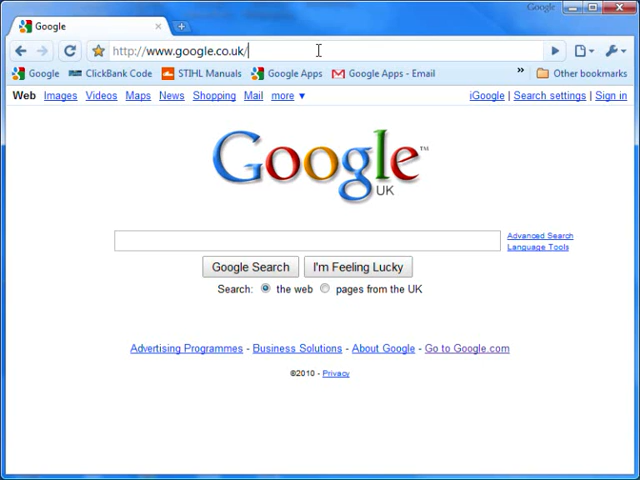 Google
Google
http://www.google.co.uk/
Google ClickBank Code STIHL Manuals Google Apps Google Apps - Email » Other bookmarks
Web Images Videos Maps News Shopping Mail more ▼ iGoogle | Search settings | Sign in
Google™
UK
Advanced Search
Language Tools
Google Search I'm Feeling Lucky
Search: the web pages from the UK
Advertising Programmes - Business Solutions - About Google - Go to Google.com
©2010 - Privacy